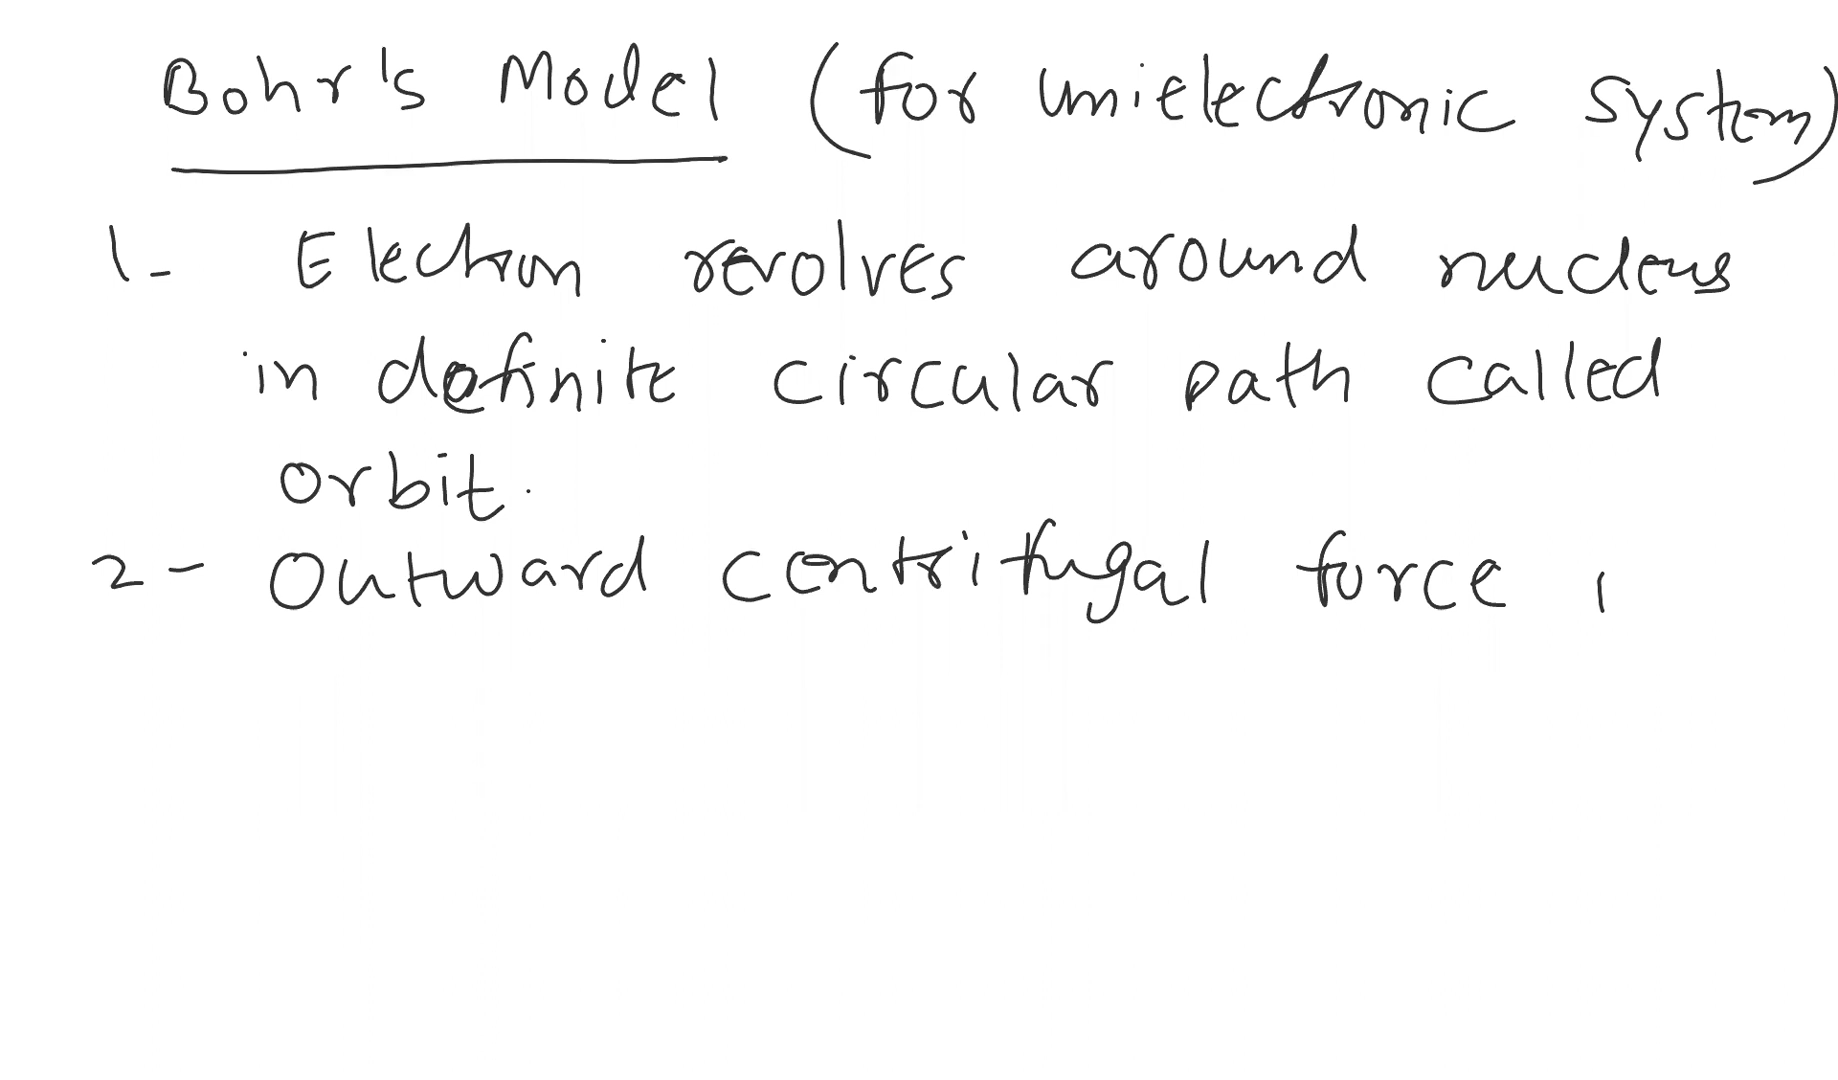 Bohr's Model (for unielectronic system)
1- Electron revolves around nucleus
in definite circular path called
orbit.
2- Outward centrifugal force